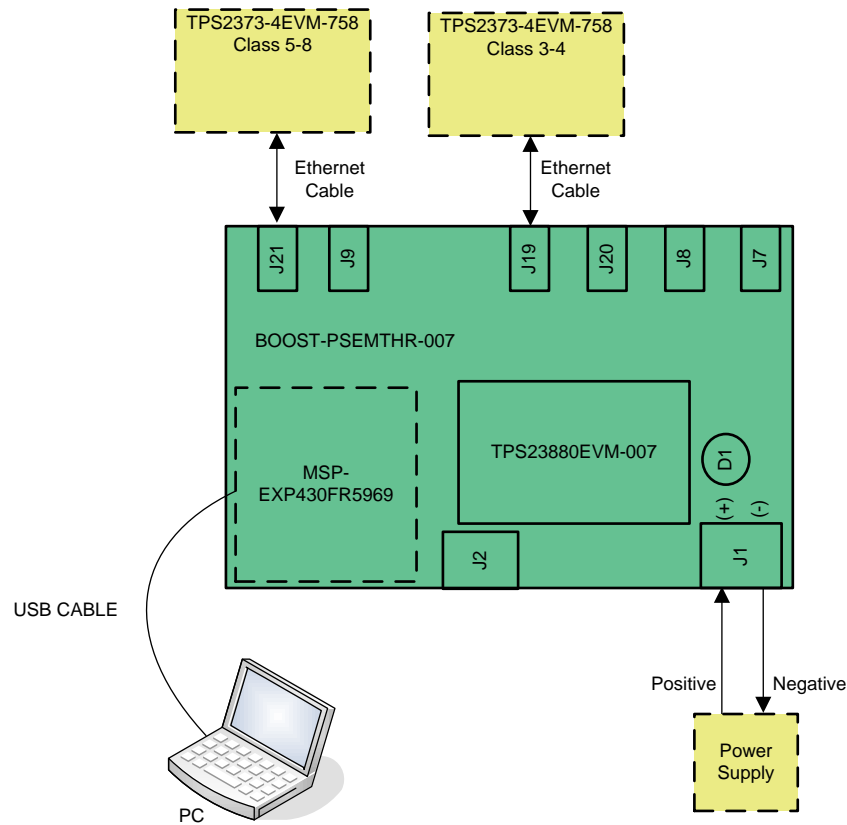 TPS2373-4EVM-758
Class 5-8
TPS2373-4EVM-758
Class 3-4
Ethernet
Cable
Ethernet
Cable
J21
J9
J19
J20
J8
J7
BOOST-PSEMTHR-007
MSP-
EXP430FR5969
TPS23880EVM-007
D1
(+)
(-)
J2
J1
USB CABLE
Positive
Negative
Power
Supply
PC